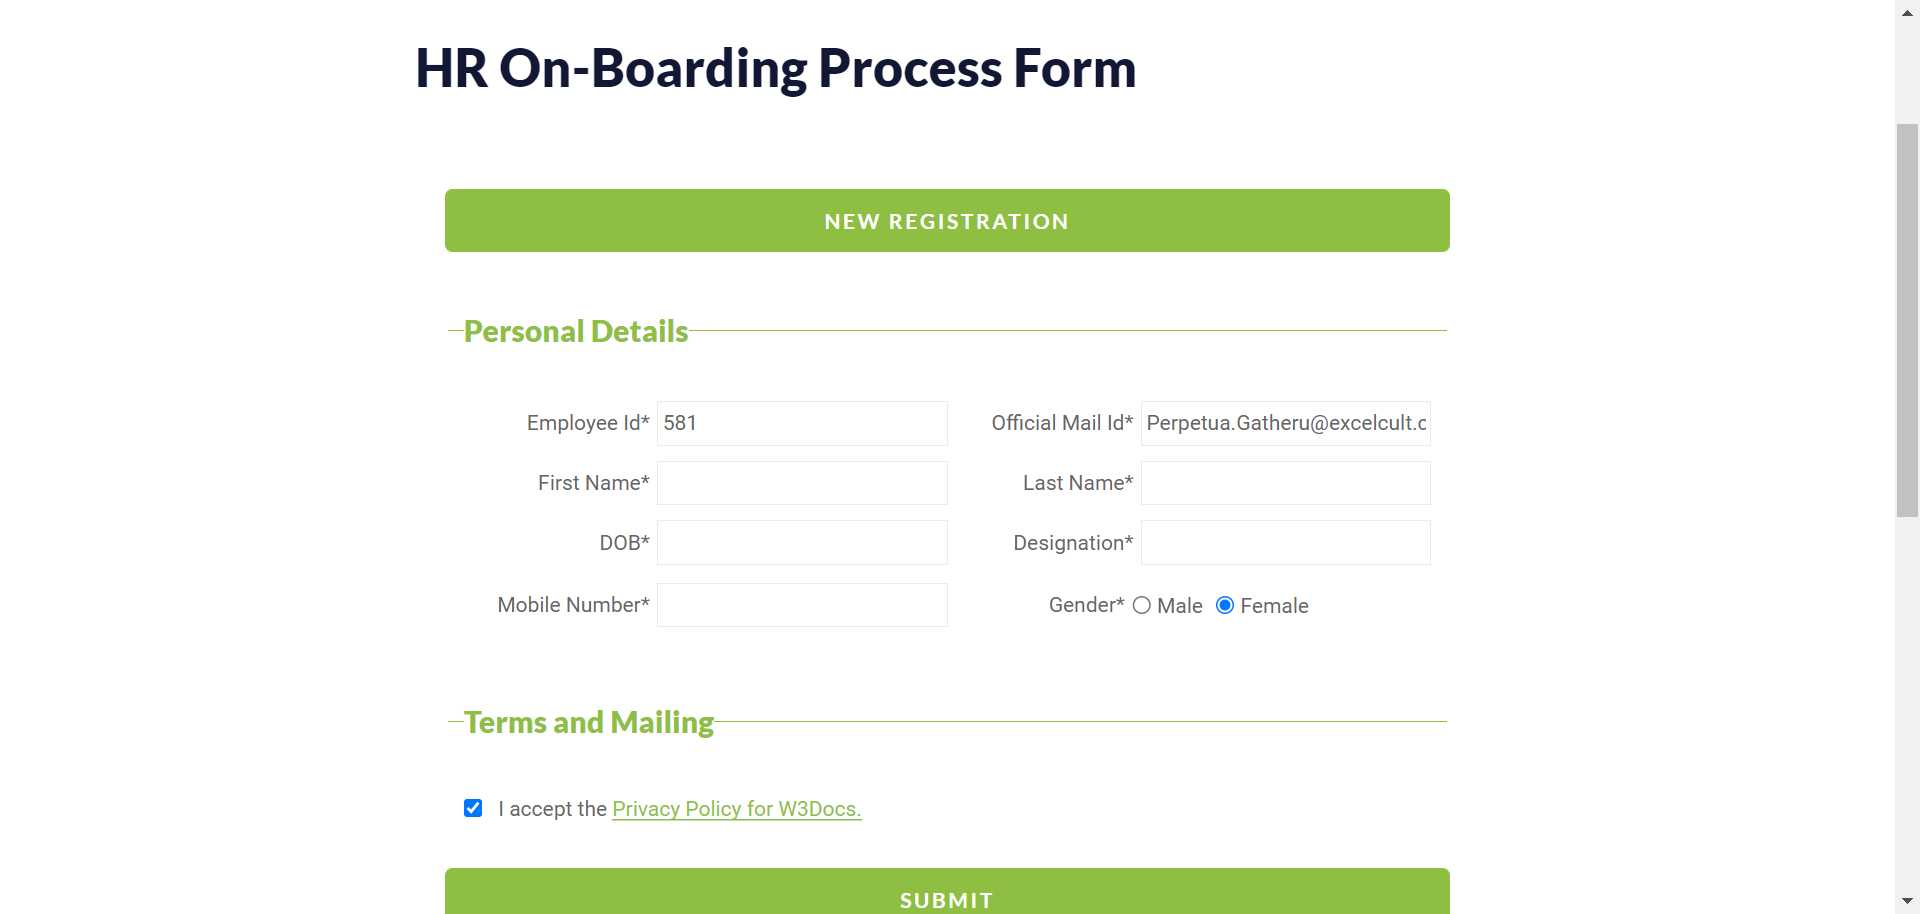 HR On-Boarding Process Form
NEW REGISTRATION
Personal Details
Employee Id* 581 Official Mail Id* Perpetua.Gatheru@excelcult.c
First Name* Last Name*
DOB* Designation*
Mobile Number* Gender* Male Female
Terms and Mailing
I accept the Privacy Policy for W3Docs.
SUBMIT